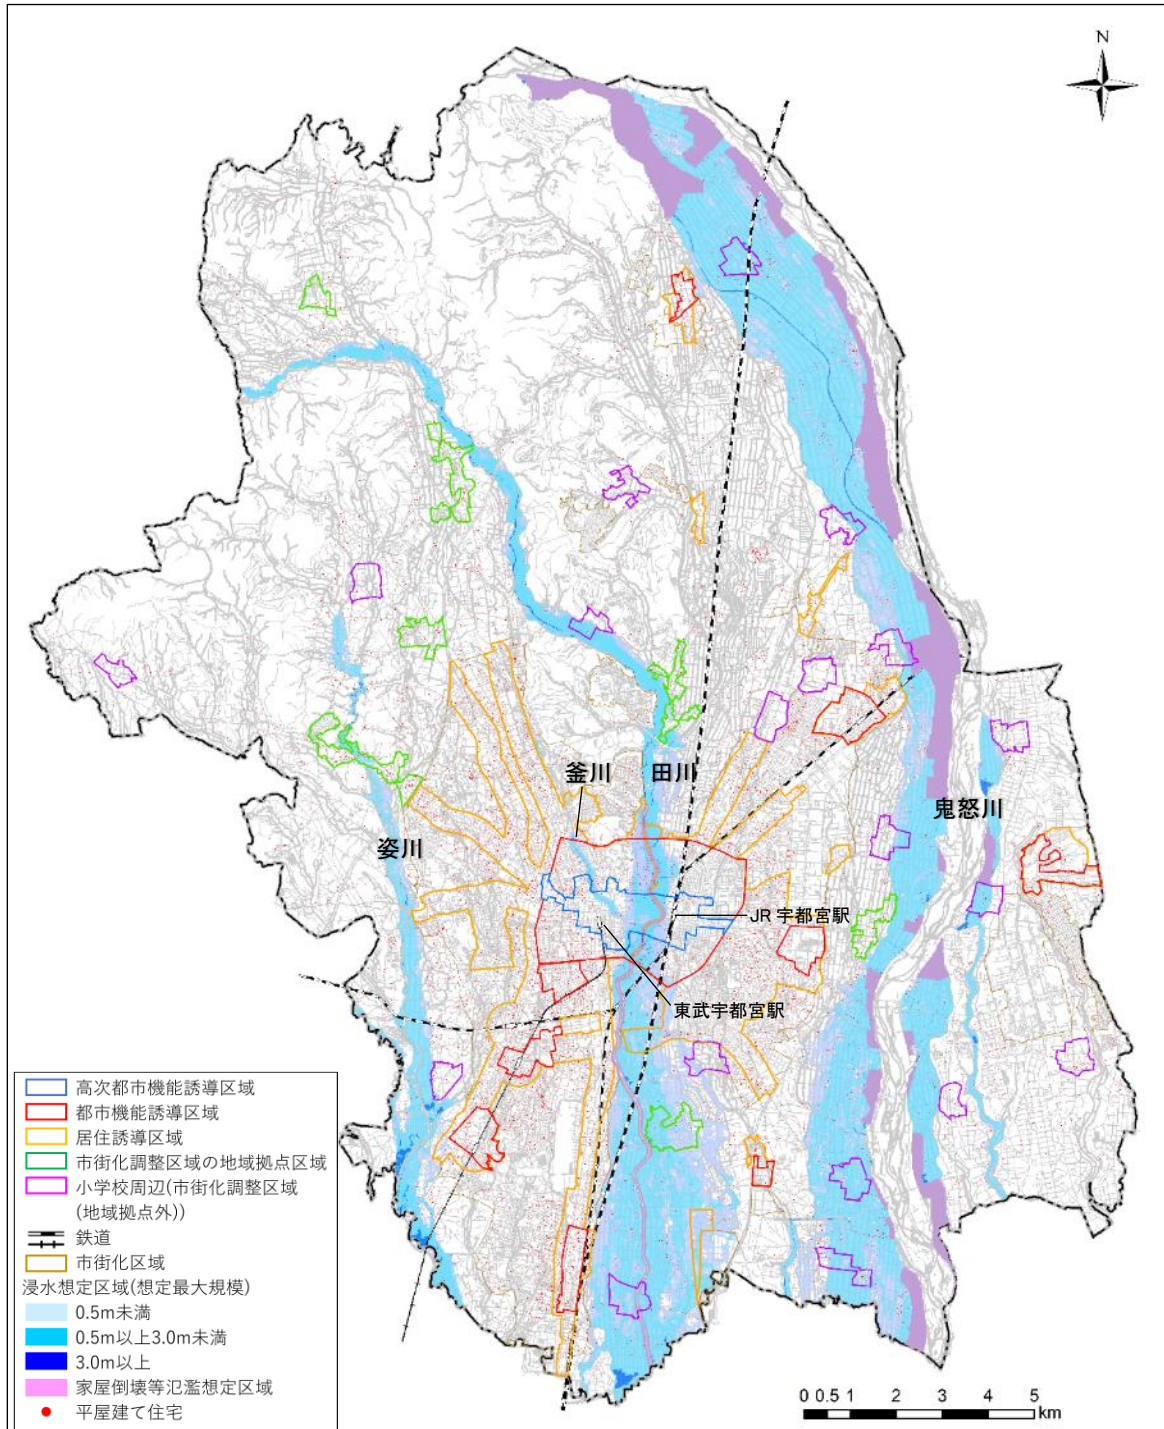 N
釜川
田川
鬼怒川
姿川
JR 宇都宮駅
東武宇都宮駅
高次都市機能誘導区域
都市機能誘導区域
居住誘導区域
市街化調整区域の地域拠点区域
小学校周辺(市街化調整区域
(地域拠点外))
鉄道
市街化区域
浸水想定区域(想定最大規模)
0.5m未満
0.5m以上3.0m未満
3.0m以上
家屋倒壊等氾濫想定区域
平屋建て住宅
0 0.5 1 2 3 4 5
km